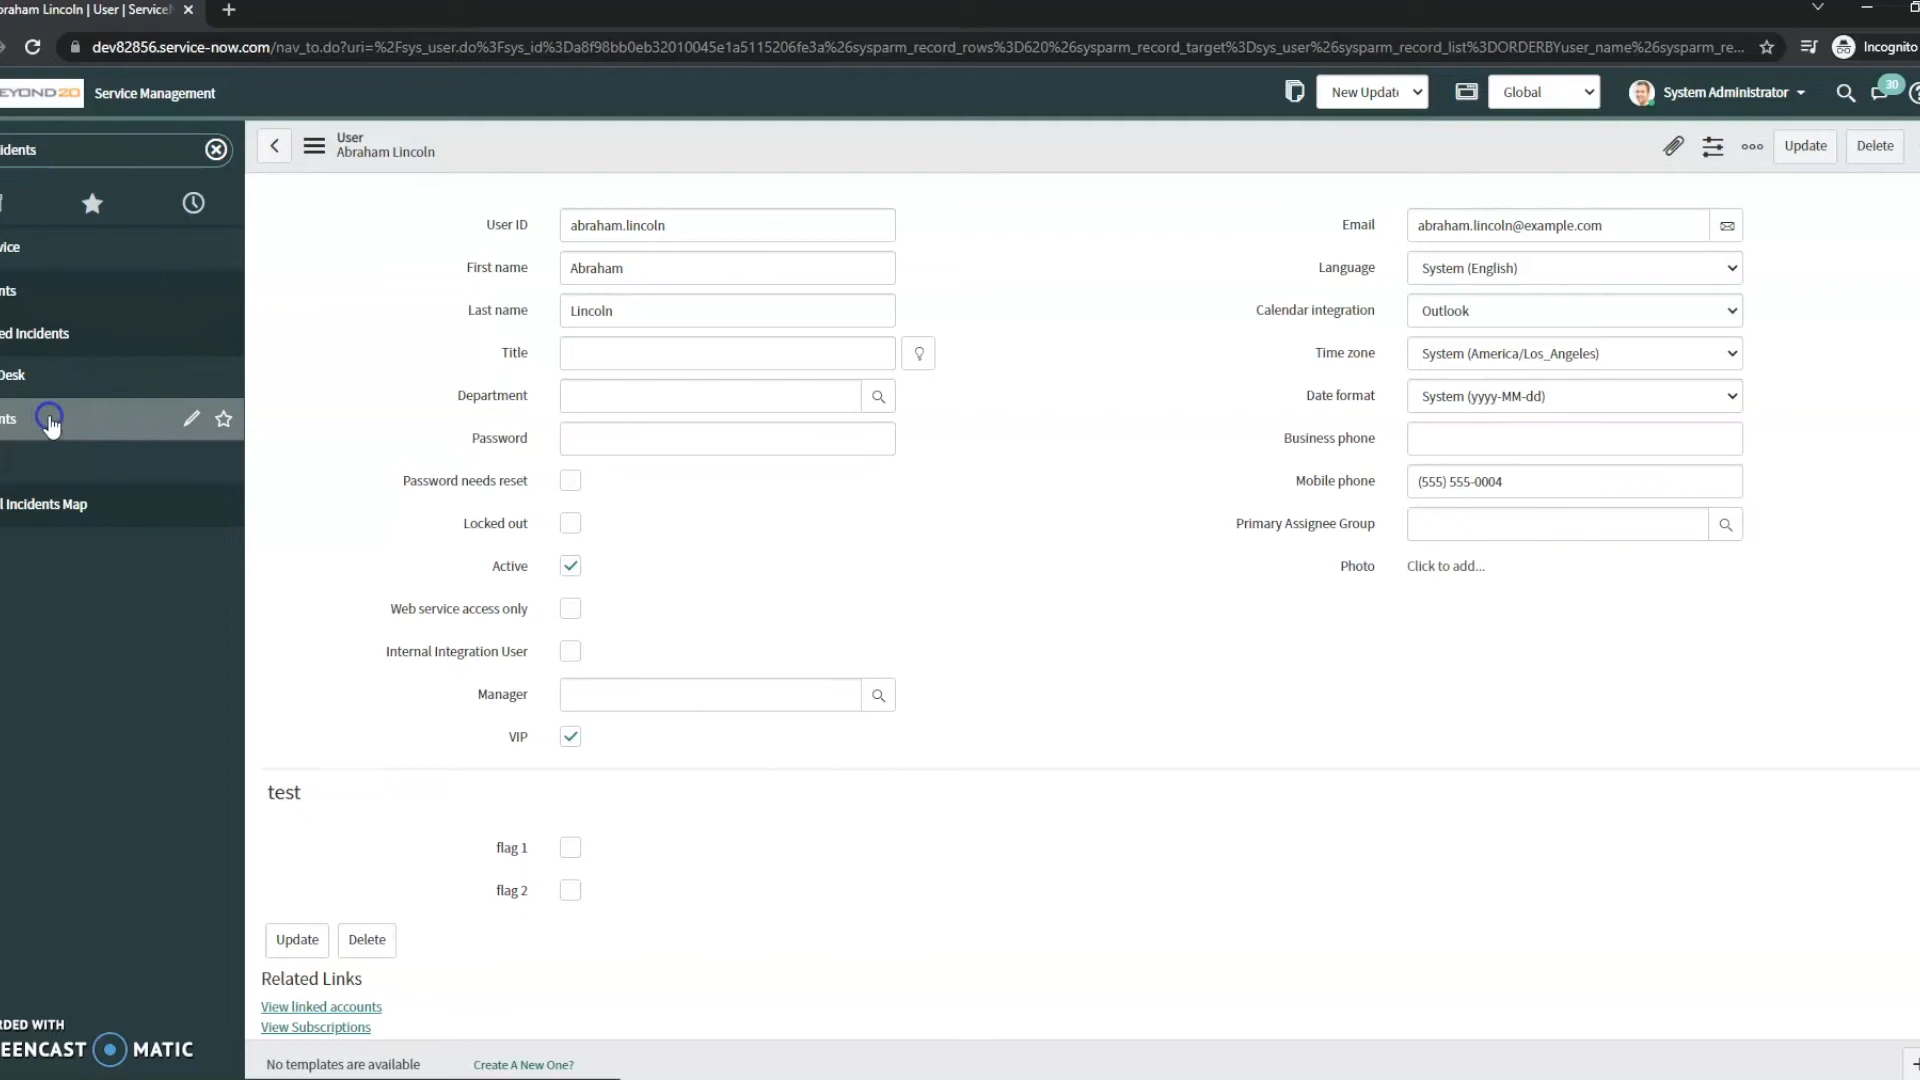 braham Lincoln | User | Service
dev82856.service-now.com/nav_to.do?uri=%2Fsys_user.do%3Fsys_id%3Da8f98bb0eb32010045e1a5115206fe3a%26sysparm_record_rows%3D620%26sysparm_record_target%3Dsys_user%26sysparm_record_list%3DORDERBYuser_name%26sysparm_re...
Incognito
EYOND20
Service Management
New Update
Global
System Administrator
30
idents
User
Abraham Lincoln
Update
Delete
vice
nts
ed Incidents
Desk
nts
l Incidents Map
User ID
abraham.lincoln
Email
abraham.lincoln@example.com
First name
Abraham
Language
System (English)
Last name
Lincoln
Calendar integration
Outlook
Title
Time zone
System (America/Los_Angeles)
Department
Date format
System (yyyy-MM-dd)
Password
Business phone
Password needs reset
Mobile phone
(555) 555-0004
Locked out
Primary Assignee Group
Active
Photo
Click to add...
Web service access only
Internal Integration User
Manager
VIP
test
flag 1
flag 2
Update
Delete
Related Links
View linked accounts
View Subscriptions
RDED WITH
EENCAST MATIC
No templates are available
Create A New One?